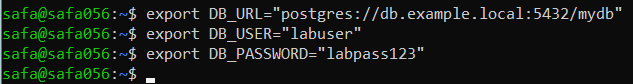 safa@safa056:~$ export DB_URL="postgres://db.example.local:5432/mydb"
safa@safa056:~$ export DB_USER="labuser"
safa@safa056:~$ export DB_PASSWORD="labpass123"
safa@safa056:~$